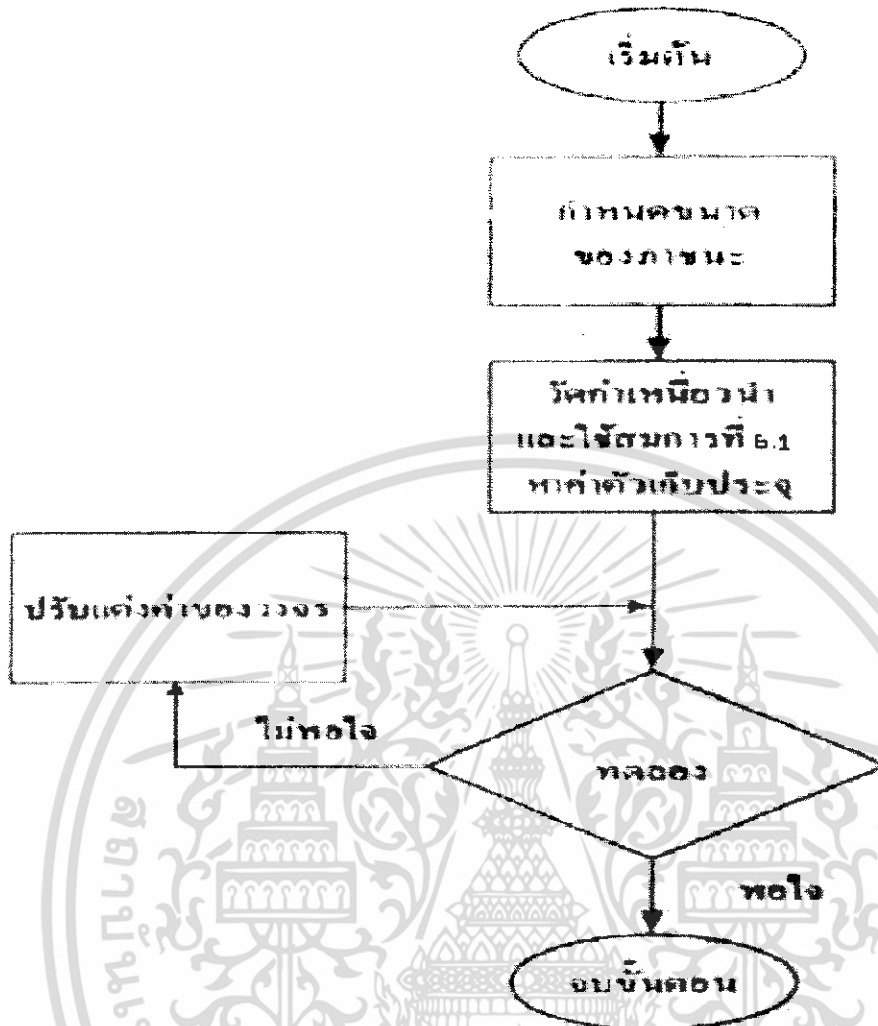 เริ่มต้น
กำหนดขนาด
ของภาชนะ
วัดค่าเหนี่ยวนำ
และใช้สมการที่ 6.1
หาค่าตัวเก็บประจุ
ปรับแต่งค่าของวงจร
ไม่พอใจ
ทดลอง
พอใจ
จบขั้นตอน